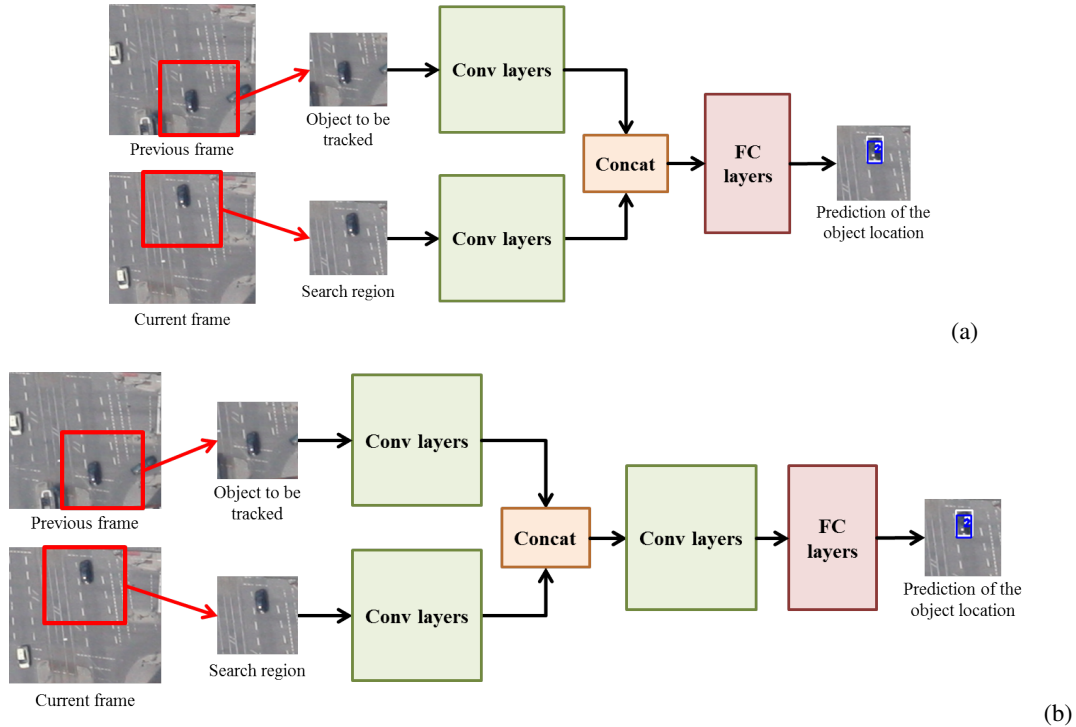 Previous frame
Object to be
tracked
Conv layers
Current frame
Search region
Conv layers
Concat
FC
layers
2
Prediction of the
object location
(a)
Previous frame
Object to be
tracked
Conv layers
Current frame
Search region
Conv layers
Concat
Conv layers
FC
layers
2
Prediction of the
object location
(b)